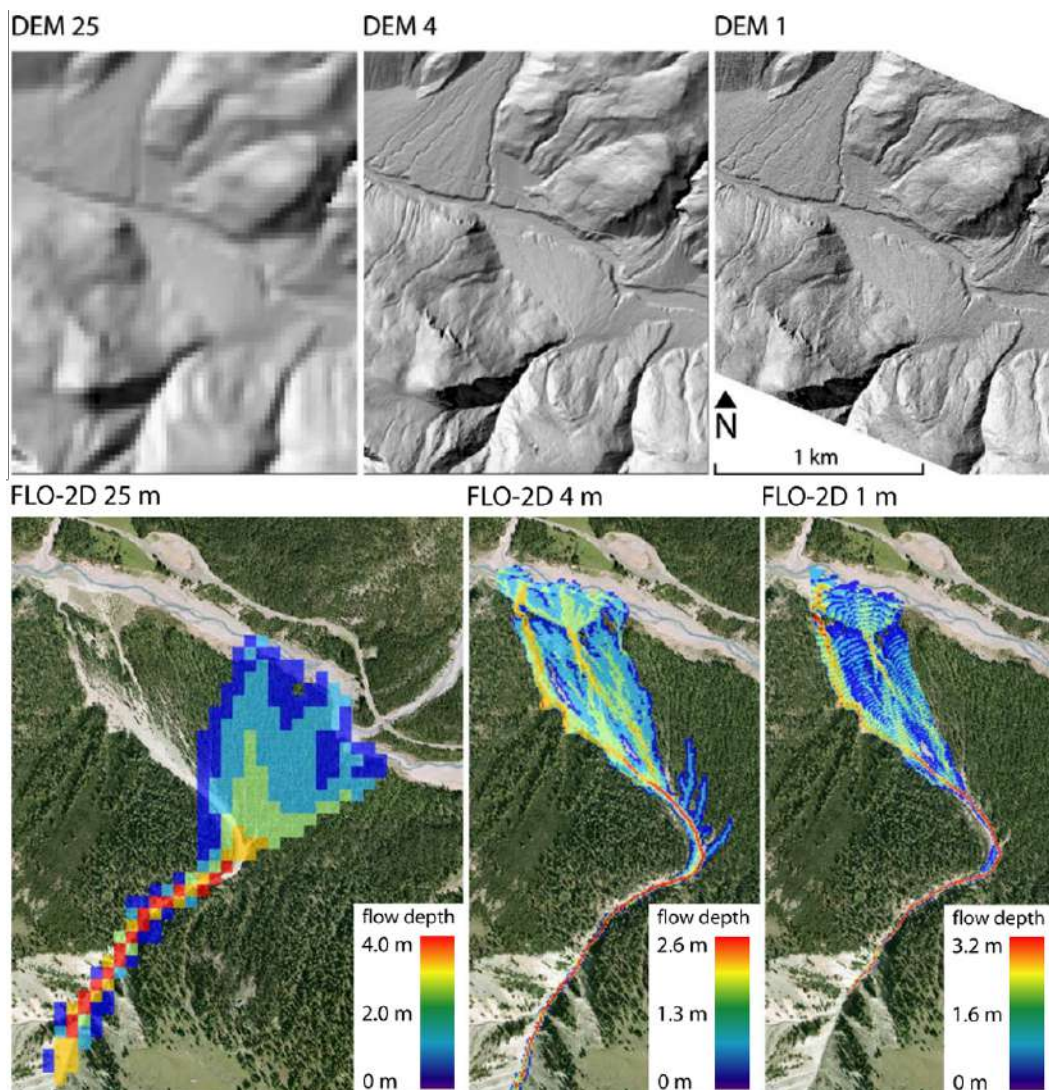 DEM 25
DEM 4
DEM 1
N
1 km
FLO-2D 25 m
FLO-2D 4 m
FLO-2D 1 m
flow depth
4.0 m
2.0 m
0 m
flow depth
2.6 m
1.3 m
0 m
flow depth
3.2 m
1.6 m
0 m